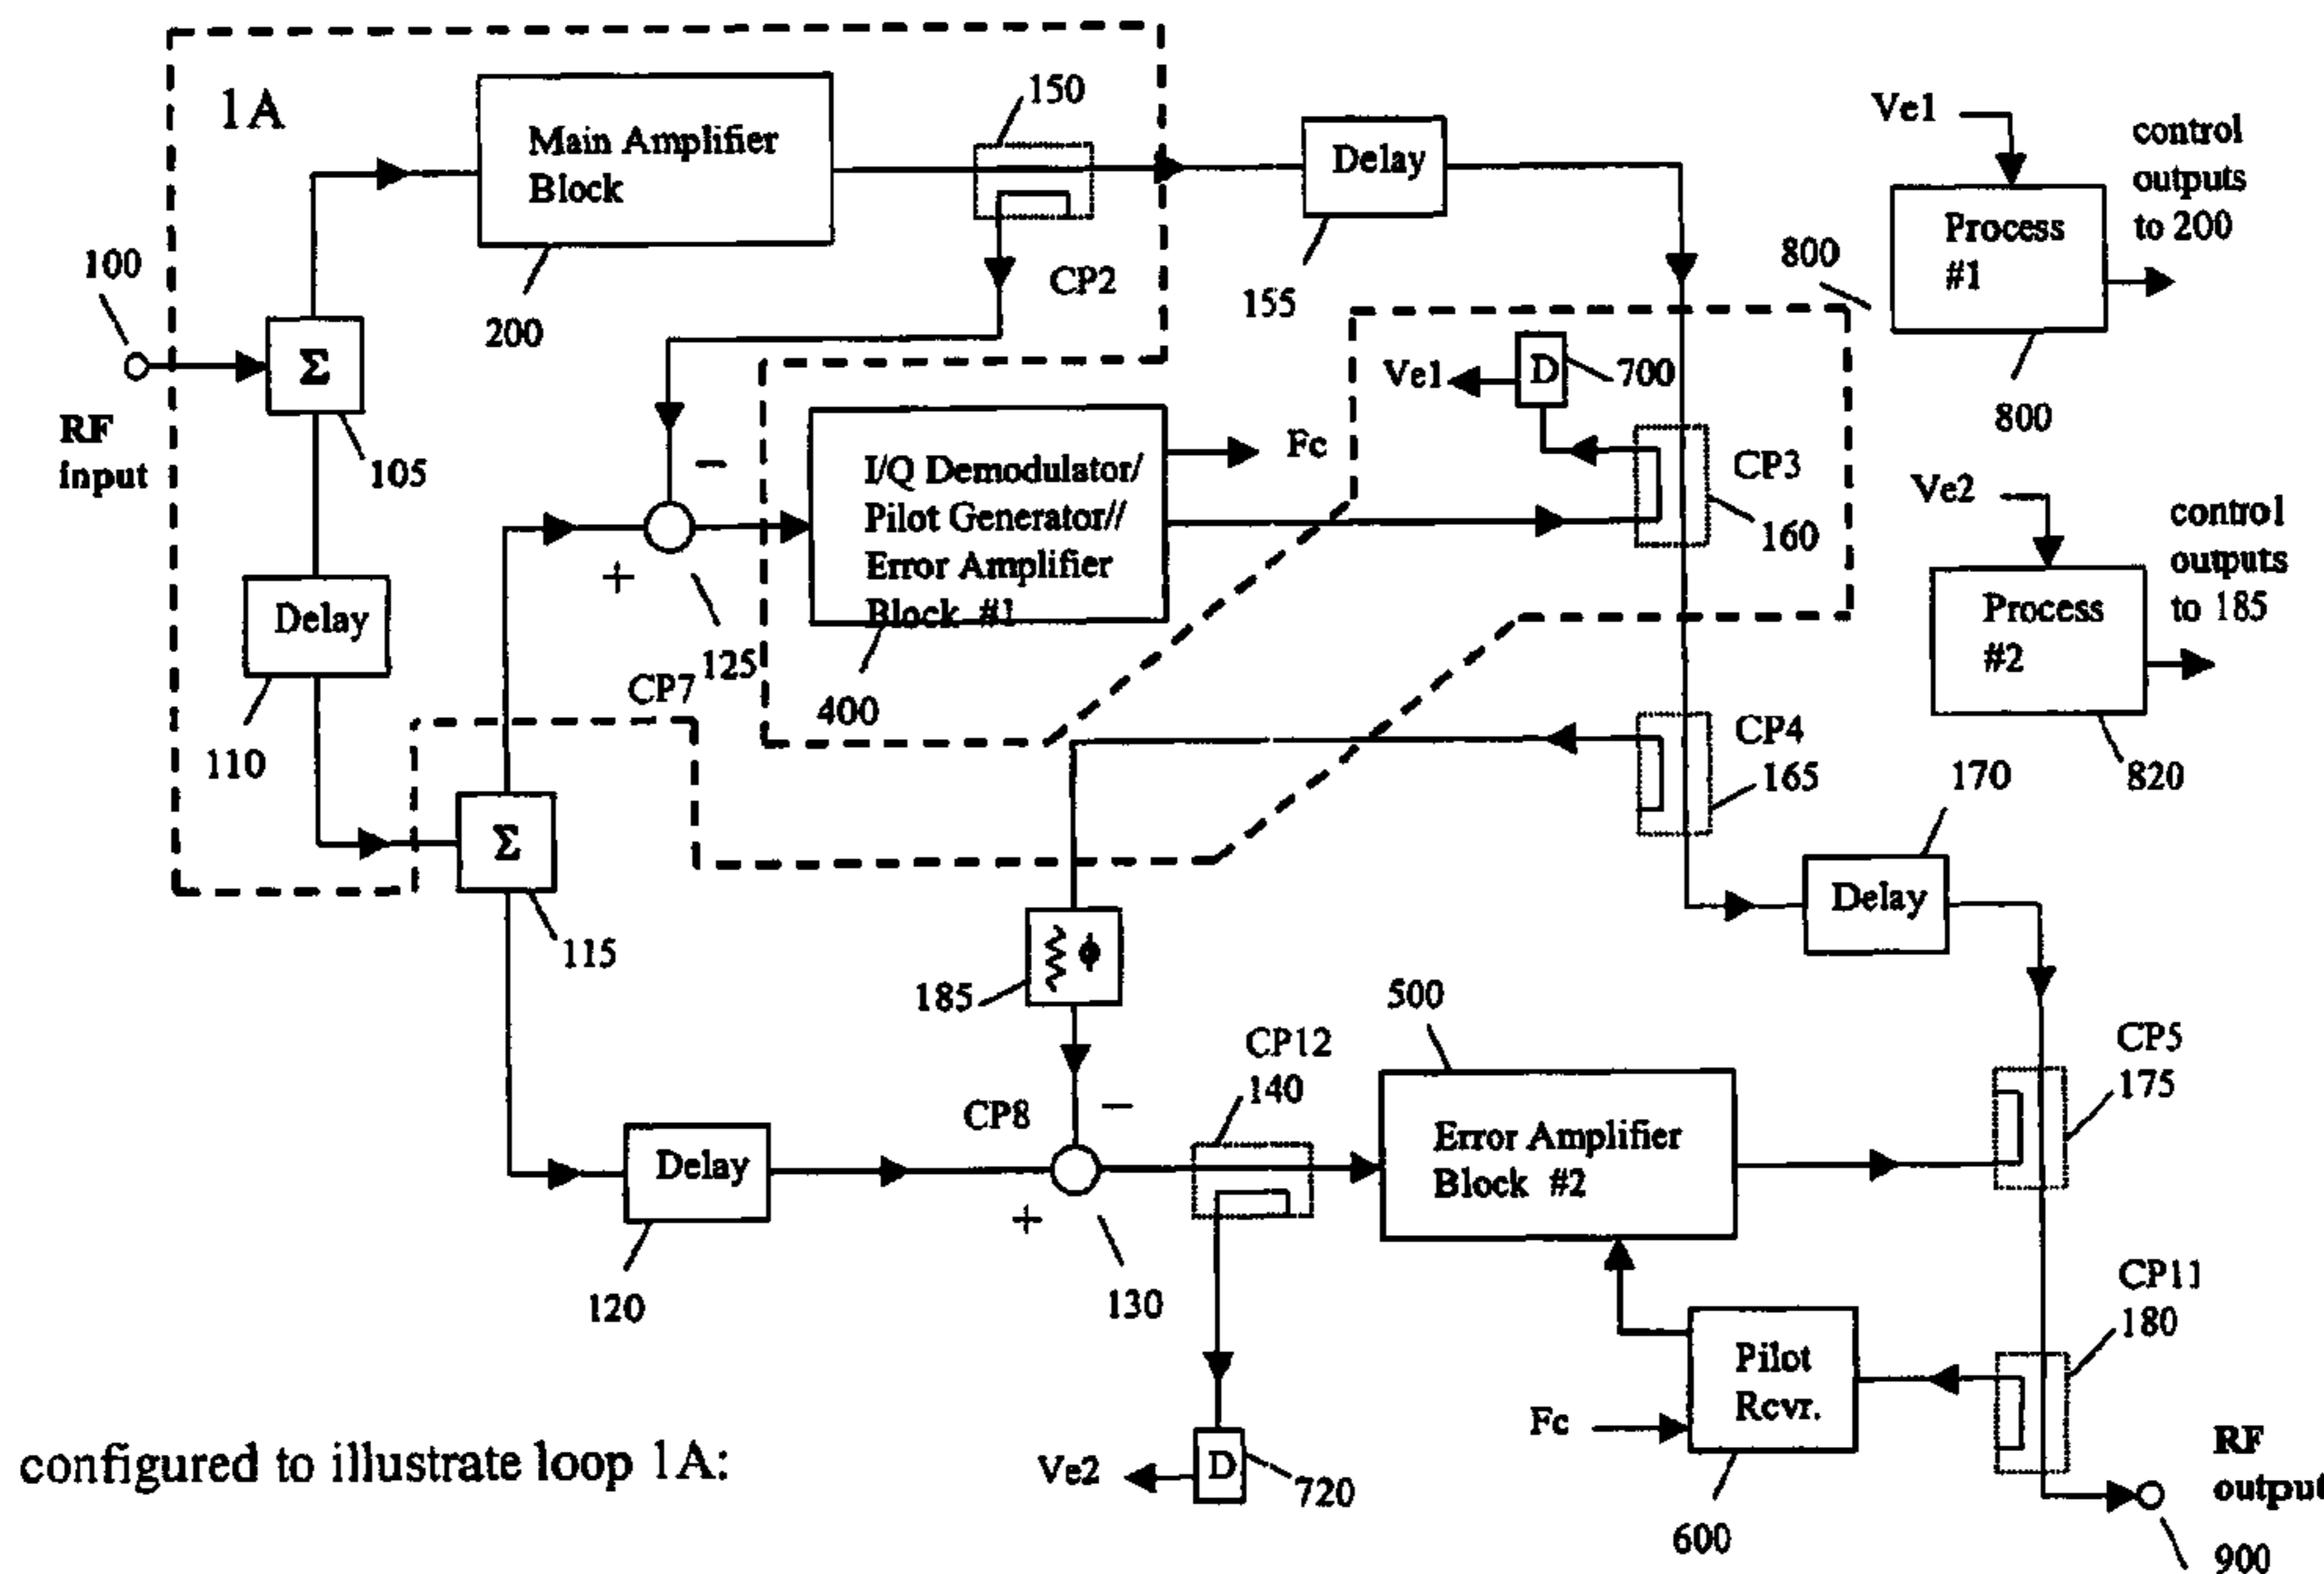 1A
Main Amplifier
Block
150
CP2
200
Delay
155
Ve1
control
outputs
to 200
Process
#1
800
800
100
RF
input
Σ
105
Delay
110
−
+
125
CP7
I/Q Demodulator/
Pilot Generator//
Error Amplifier
Block #1
400
Fc
Ve1
D
700
CP3
160
Ve2
control
outputs
to 185
Process
#2
820
CP4
165
170
Delay
Σ
115
185
ϕ
500
CP12
140
CP8
−
+
130
Delay
120
Error Amplifier
Block #2
CP5
175
CP11
180
Pilot
Rcvr.
Fc
600
Ve2
D
720
RF
output
900
configured to illustrate loop 1A: